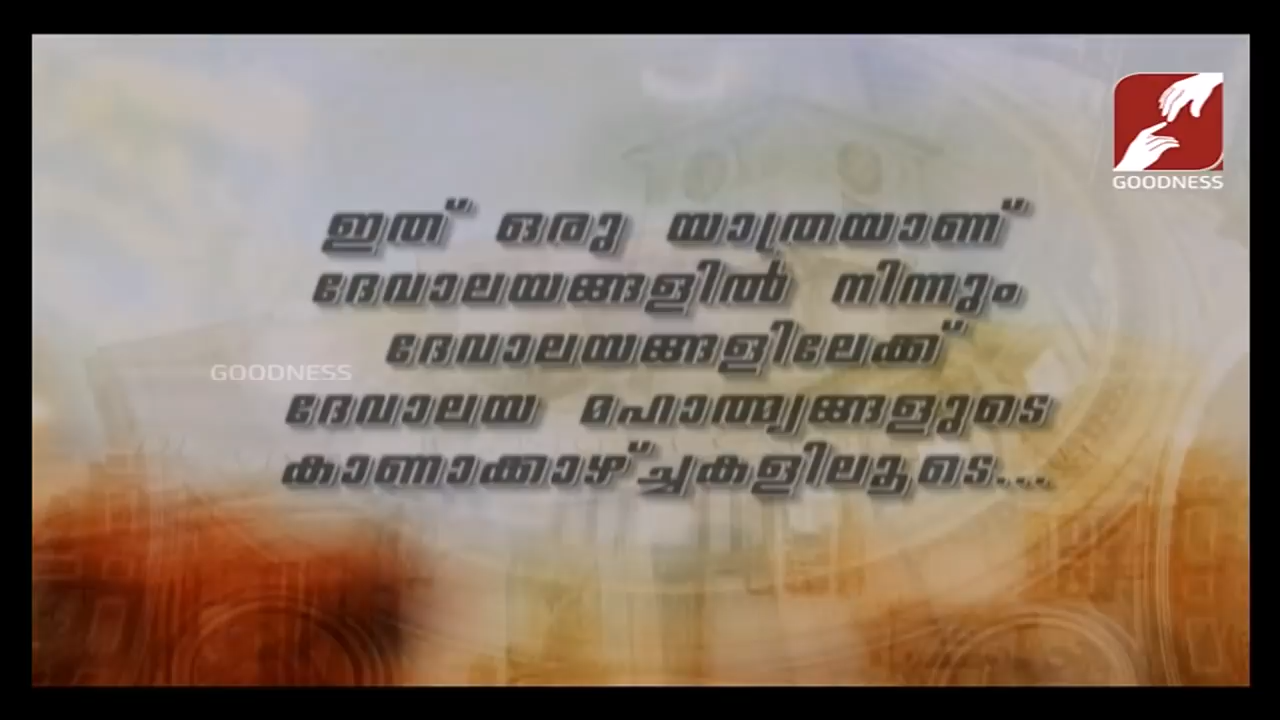 GOODNESS
ഇത് ഒരു യാത്രയാണ്
ദേവാലയങ്ങളിൽ നിന്നും
ദേവാലയങ്ങളിലേക്ക്
GOODNESS
ദേവാലയ മഹാത്മ്യങ്ങളുടെ
കാണാക്കാഴ്ച്ചകളിലൂടെ....